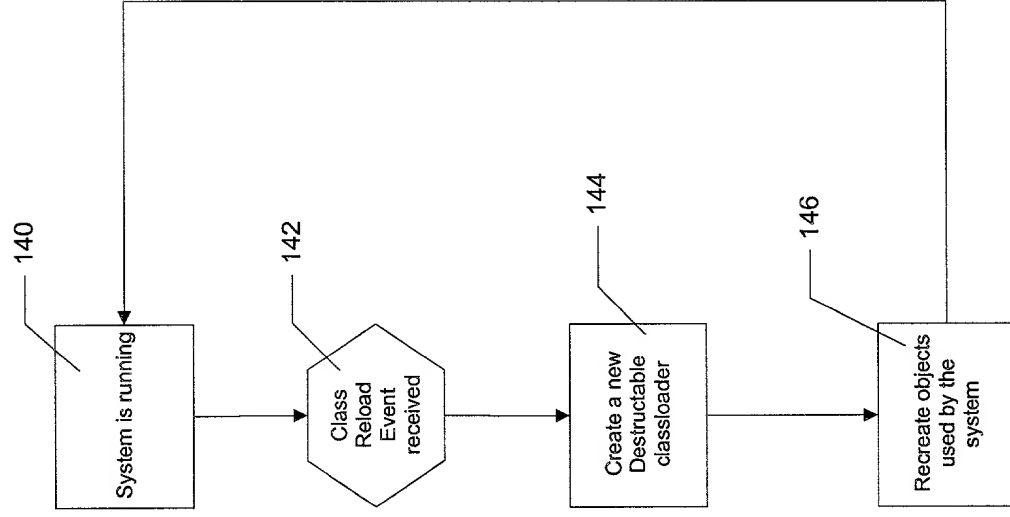 140
System is running
142
Class
Reload
Event
received
144
Create a new
Destructable
classloader
146
Recreate objects
used by the
system